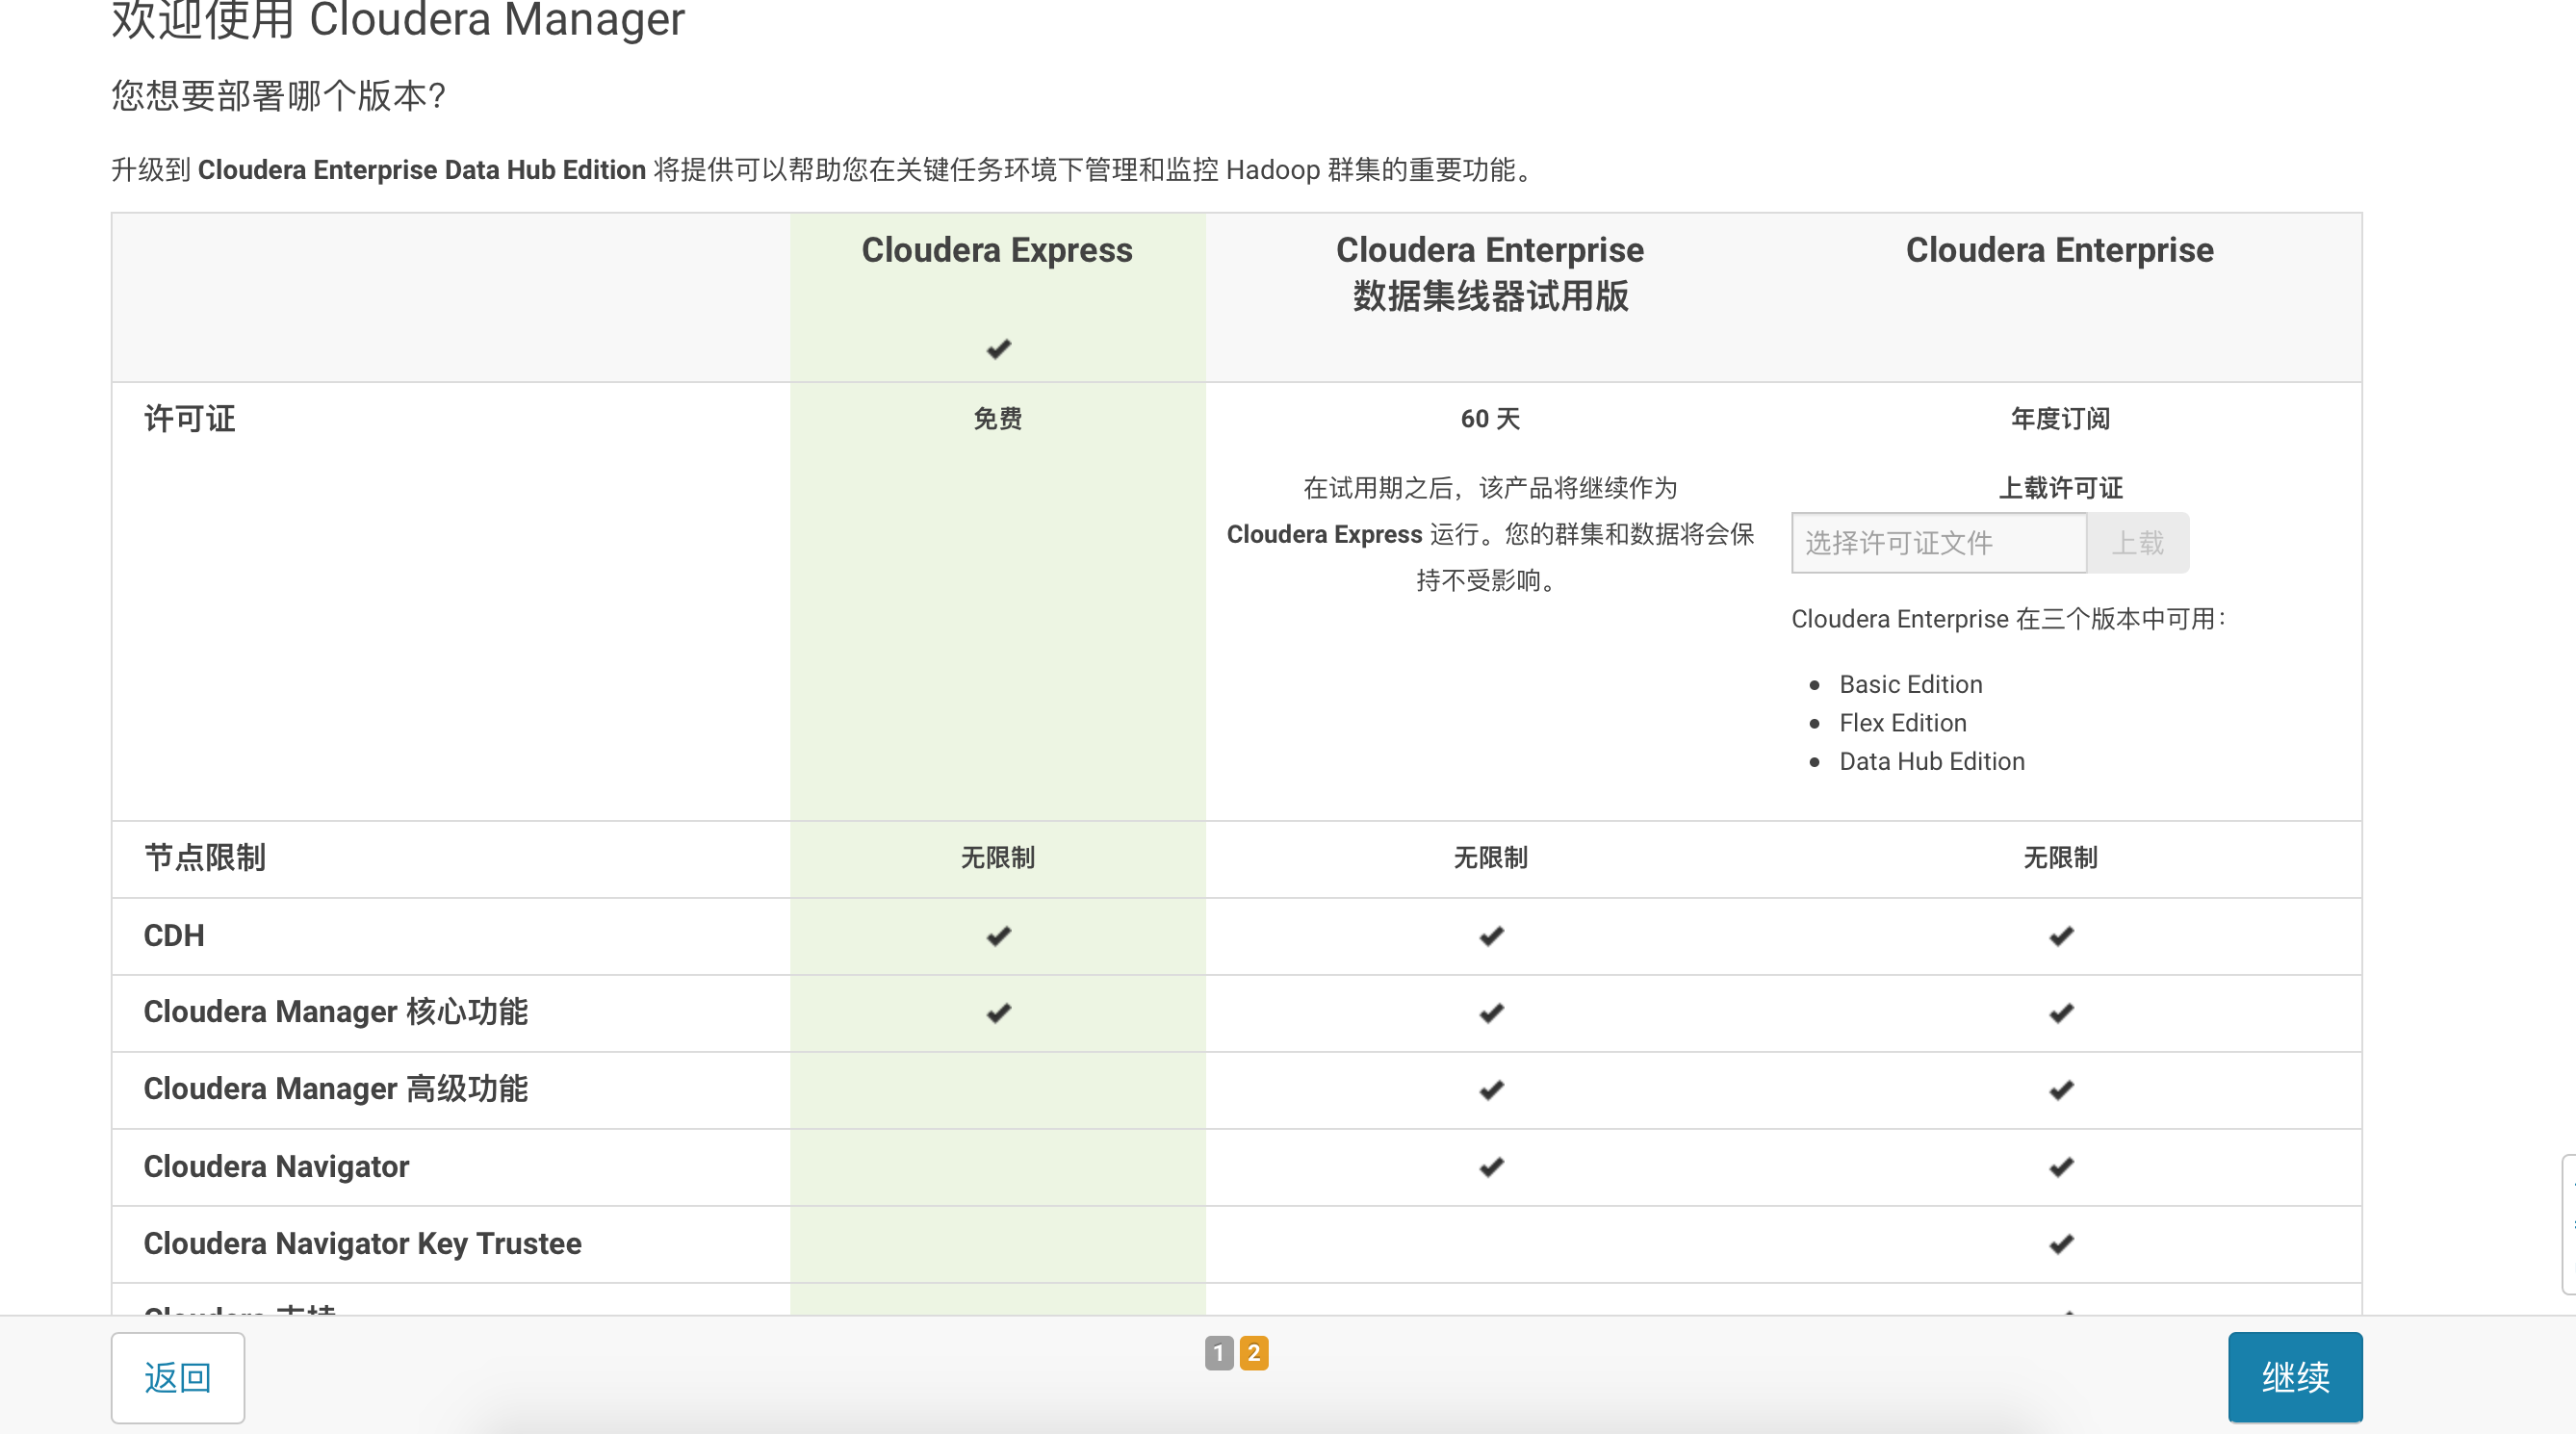 欢迎使用 Cloudera Manager
您想要部署哪个版本？
升级到 Cloudera Enterprise Data Hub Edition 将提供可以帮助您在关键任务环境下管理和监控 Hadoop 群集的重要功能。
Cloudera Express
Cloudera Enterprise
数据集线器试用版
Cloudera Enterprise
许可证
免费
60 天
在试用期之后，该产品将继续作为
Cloudera Express 运行。您的群集和数据将会保
持不受影响。
年度订阅
上载许可证
选择许可证文件 上载
Cloudera Enterprise 在三个版本中可用：
Basic Edition
Flex Edition
Data Hub Edition
节点限制 无限制 无限制 无限制
CDH
Cloudera Manager 核心功能
Cloudera Manager 高级功能
Cloudera Navigator
Cloudera Navigator Key Trustee
Cloudera 支持
返回 1 2 继续